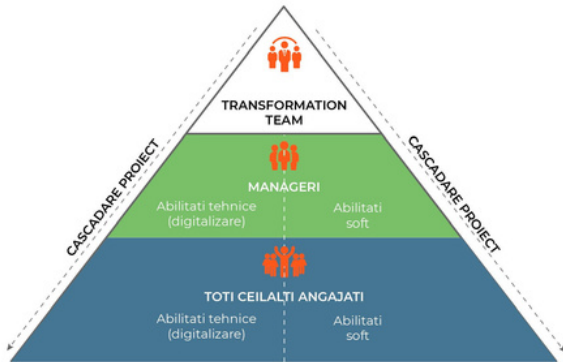 TRANSFORMATION
TEAM
CASCADARE PROIECT
CASCADARE PROIECT
MANAGERI
Abilitati tehnice
(digitalizare)
Abilitati
soft
TOTI CEILALTI ANGAJATI
Abilitati tehnice
(digitalizare)
Abilitati
soft